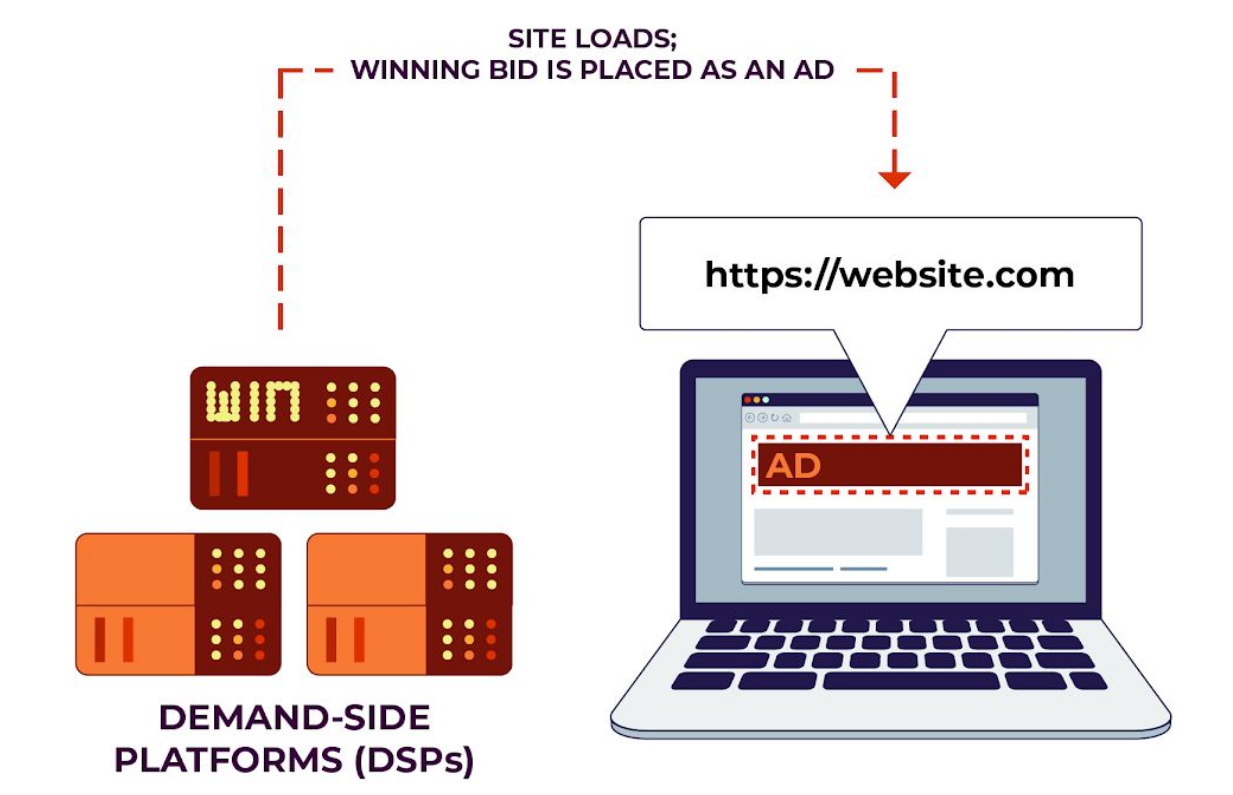 SITE LOADS;
WINNING BID IS PLACED AS AN AD
https://website.com
WIN
AD
DEMAND-SIDE
PLATFORMS (DSPs)